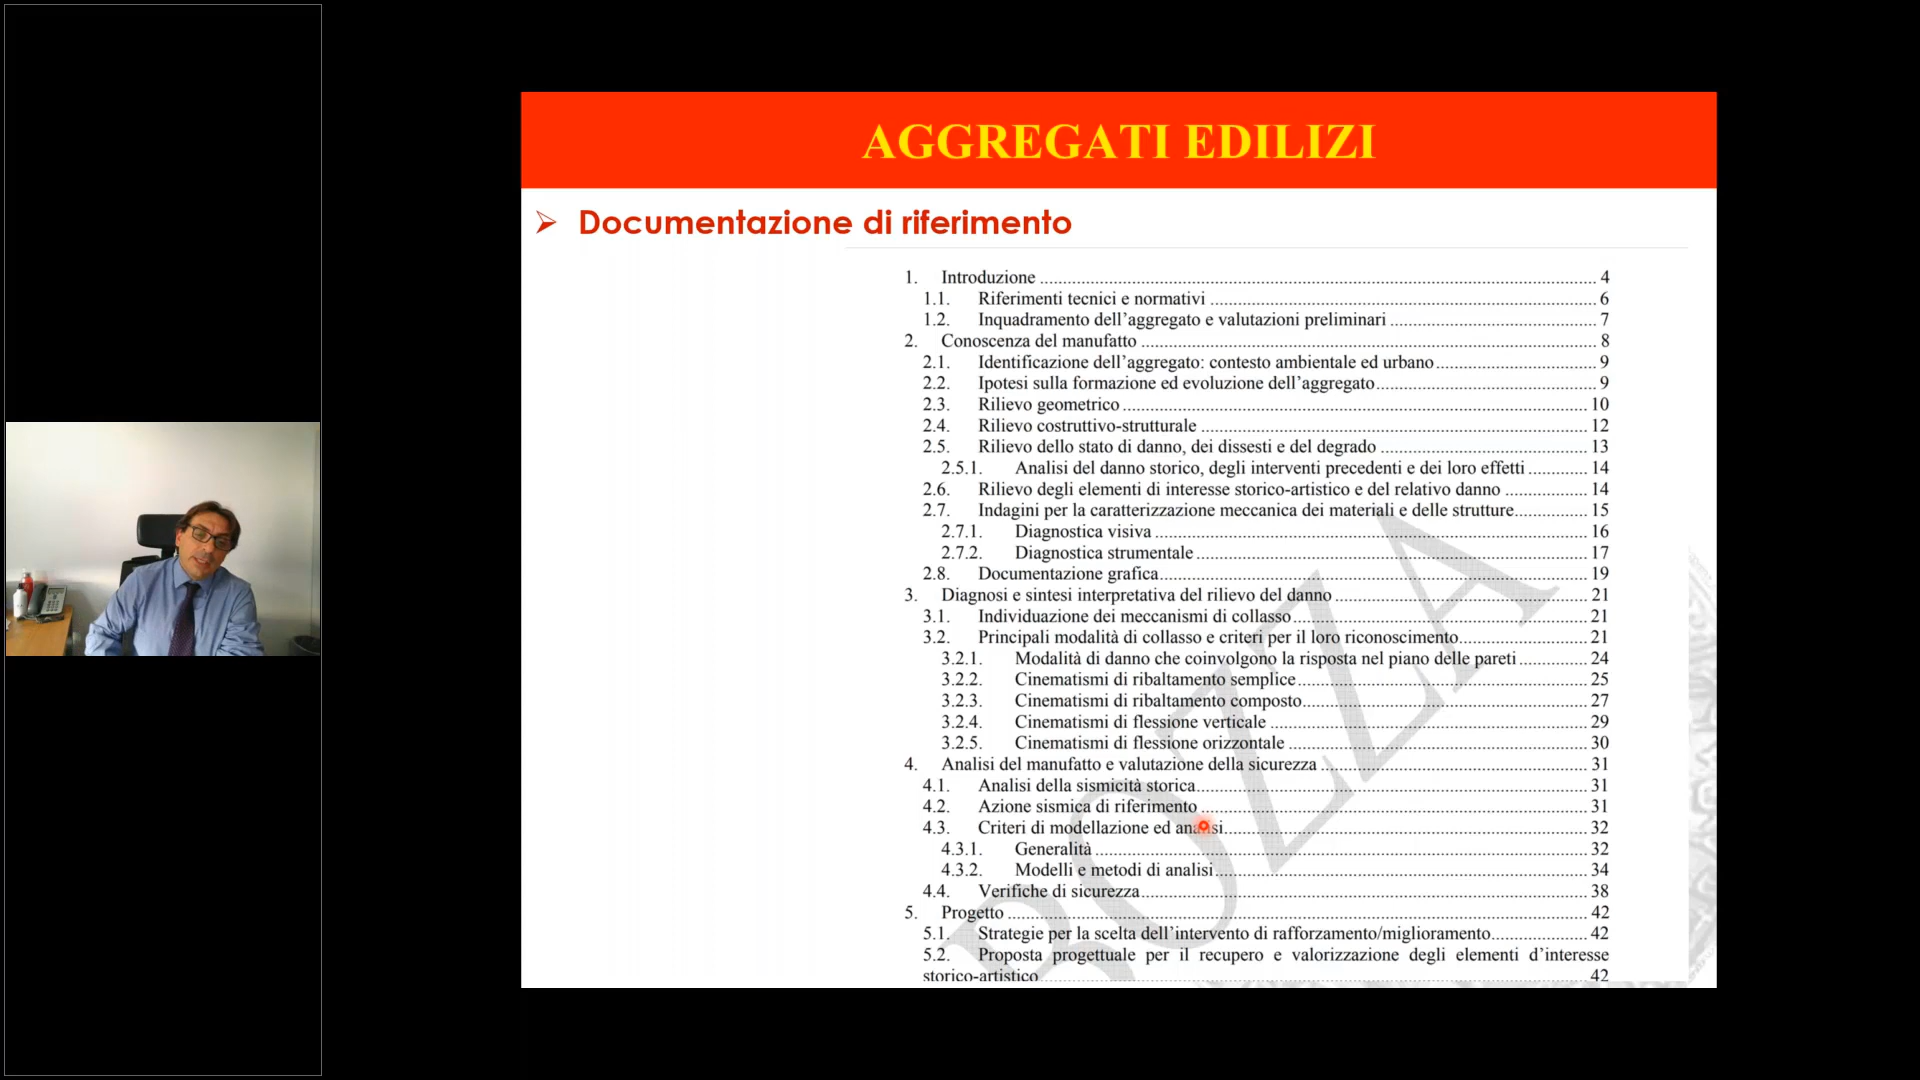 AGGREGATI EDILIZI
➢ Documentazione di riferimento
1. Introduzione ........ 4
1.1. Riferimenti tecnici e normativi ........ 6
1.2. Inquadramento dell’aggregato e valutazioni preliminari ........ 7
2. Conoscenza del manufatto ........ 8
2.1. Identificazione dell’aggregato: contesto ambientale ed urbano ........ 9
2.2. Ipotesi sulla formazione ed evoluzione dell’aggregato ........ 9
2.3. Rilievo geometrico ........ 10
2.4. Rilievo costruttivo-strutturale ........ 12
2.5. Rilievo dello stato di danno, dei dissesti e del degrado ........ 13
2.5.1. Analisi del danno storico, degli interventi precedenti e dei loro effetti ........ 14
2.6. Rilievo degli elementi di interesse storico-artistico e del relativo danno ........ 14
2.7. Indagini per la caratterizzazione meccanica dei materiali e delle strutture ........ 15
2.7.1. Diagnostica visiva ........ 16
2.7.2. Diagnostica strumentale ........ 17
2.8. Documentazione grafica ........ 19
3. Diagnosi e sintesi interpretativa del rilievo del danno ........ 21
3.1. Individuazione dei meccanismi di collasso ........ 21
3.2. Principali modalità di collasso e criteri per il loro riconoscimento ........ 21
3.2.1. Modalità di danno che coinvolgono la risposta nel piano delle pareti ........ 24
3.2.2. Cinematismi di ribaltamento semplice ........ 25
3.2.3. Cinematismi di ribaltamento composto ........ 27
3.2.4. Cinematismi di flessione verticale ........ 29
3.2.5. Cinematismi di flessione orizzontale ........ 30
4. Analisi del manufatto e valutazione della sicurezza ........ 31
4.1. Analisi della sismicità storica ........ 31
4.2. Azione sismica di riferimento ........ 31
4.3. Criteri di modellazione ed analisi ........ 32
4.3.1. Generalità ........ 32
4.3.2. Modelli e metodi di analisi ........ 34
4.4. Verifiche di sicurezza ........ 38
5. Progetto ........ 42
5.1. Strategie per la scelta dell’intervento di rafforzamento/miglioramento ........ 42
5.2. Proposta progettuale per il recupero e valorizzazione degli elementi d’interesse
storico-artistico ........ 42
BOZZA